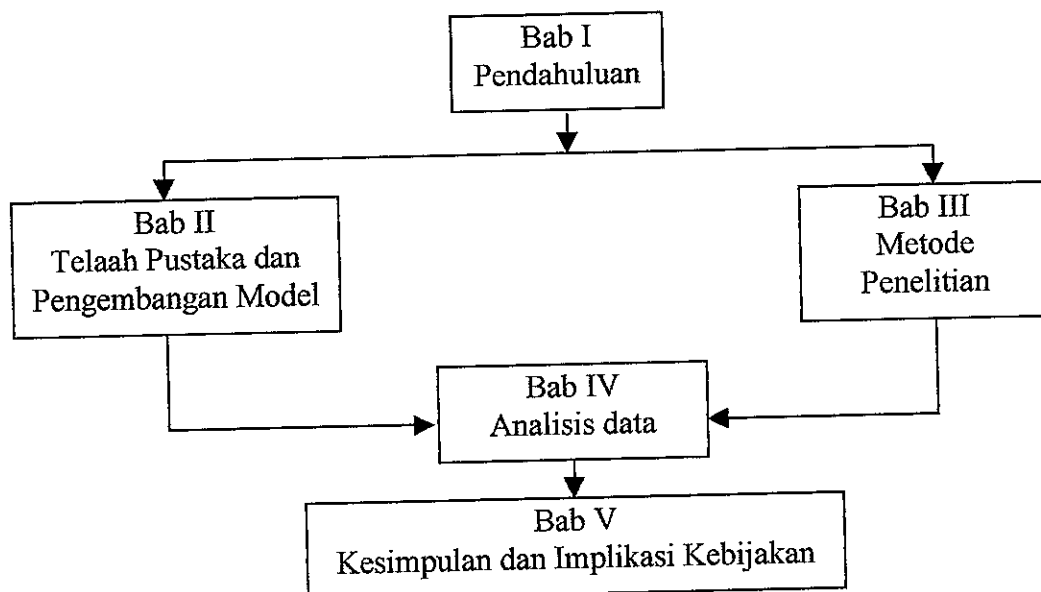 Bab I
Pendahuluan
Bab II
Telaah Pustaka dan
Pengembangan Model
Bab III
Metode
Penelitian
Bab IV
Analisis data
Bab V
Kesimpulan dan Implikasi Kebijakan